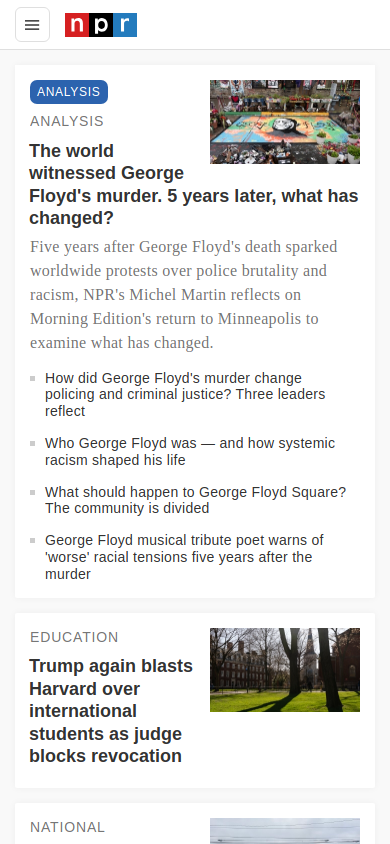 npr
ANALYSIS
ANALYSIS
The world
witnessed George
Floyd's murder. 5 years later, what has
changed?
Five years after George Floyd's death sparked
worldwide protests over police brutality and
racism, NPR's Michel Martin reflects on
Morning Edition's return to Minneapolis to
examine what has changed.
How did George Floyd's murder change
policing and criminal justice? Three leaders
reflect
Who George Floyd was — and how systemic
racism shaped his life
What should happen to George Floyd Square?
The community is divided
George Floyd musical tribute poet warns of
'worse' racial tensions five years after the
murder
EDUCATION
Trump again blasts
Harvard over
international
students as judge
blocks revocation
NATIONAL